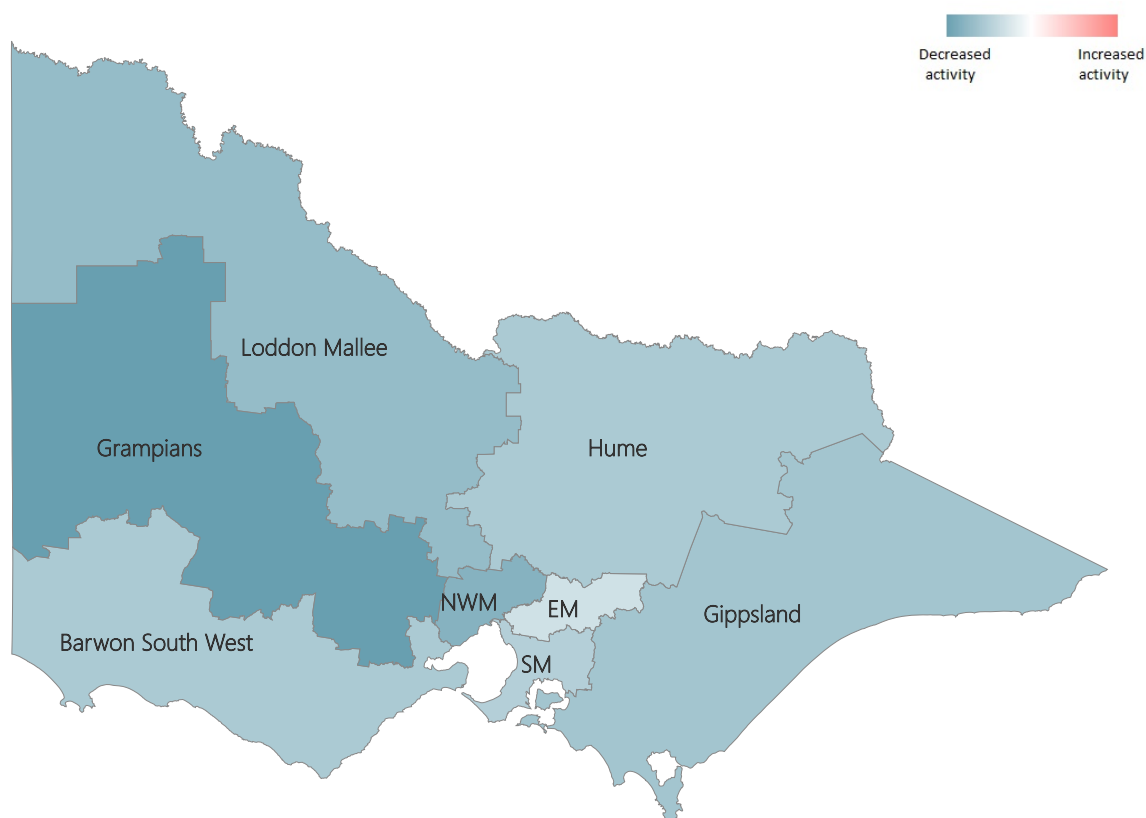 Decreased
activity
Increased
activity
Loddon Mallee
Grampians
Hume
NWM
EM
Gippsland
Barwon South West
SM